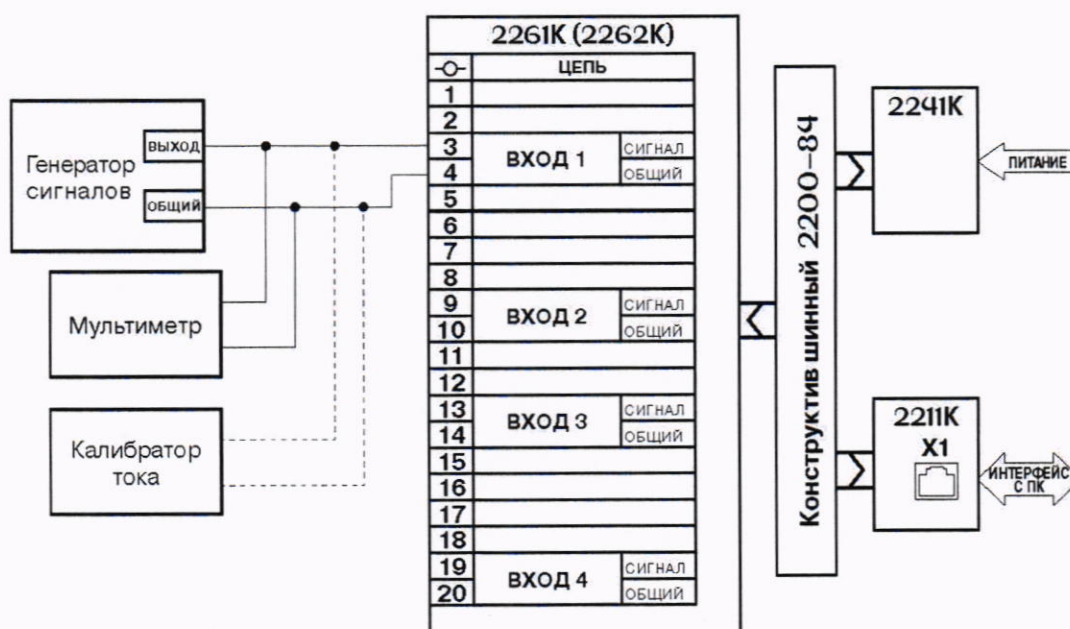 2261К (2262К)
ЦЕПЬ
1
2
3
ВХОД 1
СИГНАЛ
4
ОБЩИЙ
5
6
7
8
9
ВХОД 2
СИГНАЛ
10
ОБЩИЙ
11
12
13
ВХОД 3
СИГНАЛ
14
ОБЩИЙ
15
16
17
18
19
ВХОД 4
СИГНАЛ
20
ОБЩИЙ
Генератор
сигналов
ВЫХОД
ОБЩИЙ
Мультиметр
Калибратор
тока
Конструктив шинный 2200-84
2241К
ПИТАНИЕ
2211К
X1
ИНТЕРФЕЙС
С ПК